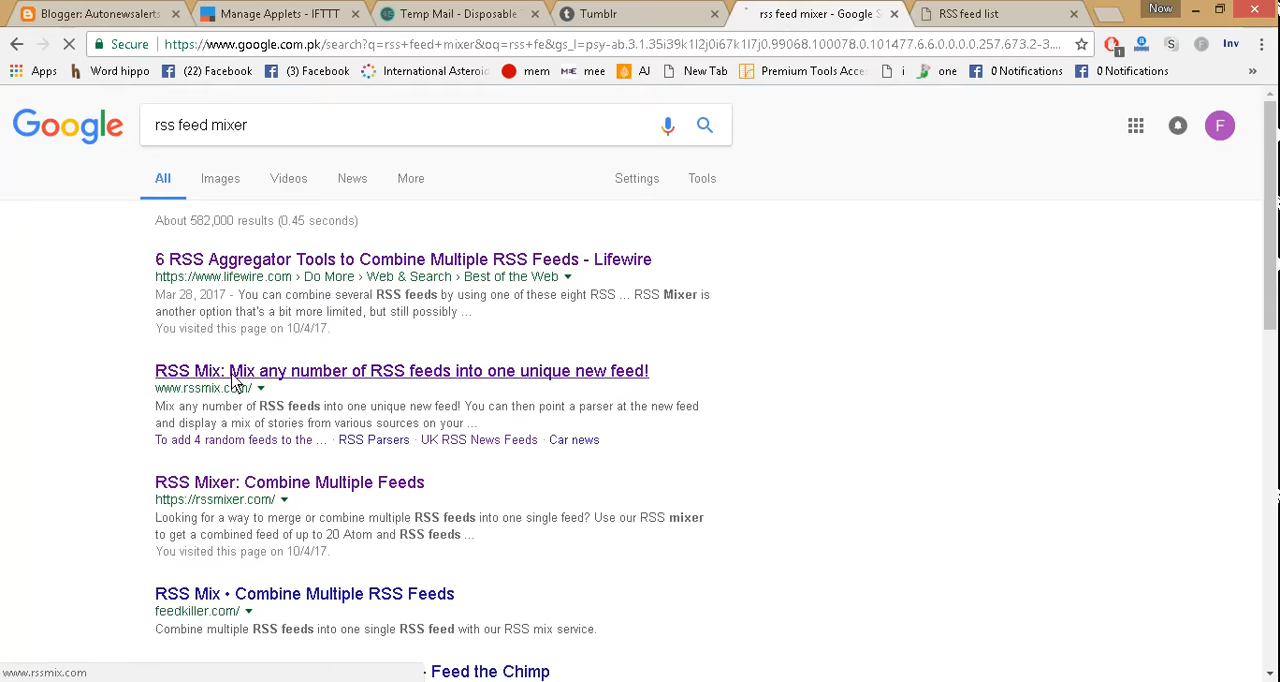 Blogger: Autonewsalerts
Manage Applets - IFTTT
Temp Mail - Disposable
Tumblr
rss feed mixer - Google S
RSS feed list
Now
Secure
https://www.google.com.pk/search?q=rss+feed+mixer&oq=rss+fe&gs_l=psy-ab.3.1.35i39k1l2j0i67k1l7j0.99068.100078.0.101477.6.6.0.0.0.0.257.673.2-3....
1
Inv
Apps
Word hippo
(22) Facebook
(3) Facebook
International Asteroid
mem
mee
AJ
New Tab
Premium Tools Acce
i
one
0 Notifications
0 Notifications
»
Google
rss feed mixer
F
All
Images
Videos
News
More
Settings
Tools
About 582,000 results (0.45 seconds)
6 RSS Aggregator Tools to Combine Multiple RSS Feeds - Lifewire
https://www.lifewire.com › Do More › Web & Search › Best of the Web
Mar 28, 2017 - You can combine several RSS feeds by using one of these eight RSS ... RSS Mixer is
another option that's a bit more limited, but still possibly ...
You visited this page on 10/4/17.
RSS Mix: Mix any number of RSS feeds into one unique new feed!
www.rssmix.com/
Mix any number of RSS feeds into one unique new feed! You can then point a parser at the new feed
and display a mix of stories from various sources on your ...
To add 4 random feeds to the ... · RSS Parsers · UK RSS News Feeds · Car news
RSS Mixer: Combine Multiple Feeds
https://rssmixer.com/
Looking for a way to merge or combine multiple RSS feeds into one single feed? Use our RSS mixer
to get a combined feed of up to 20 Atom and RSS feeds ...
You visited this page on 10/4/17.
RSS Mix • Combine Multiple RSS Feeds
feedkiller.com/
Combine multiple RSS feeds into one single RSS feed with our RSS mix service.
- Feed the Chimp
www.rssmix.com